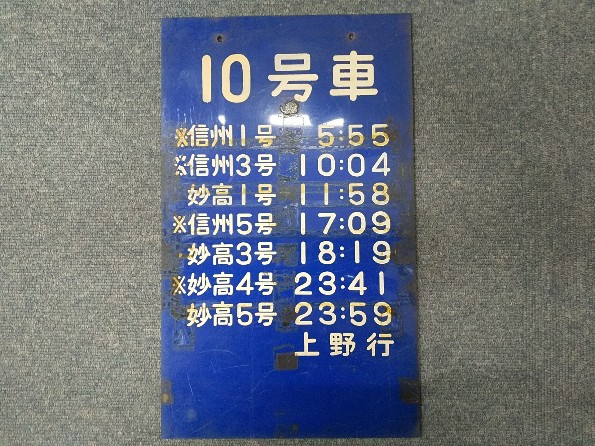 10号車
※信州1号 5:55
※信州3号 10:04
妙高1号 11:58
※信州5号 17:09
妙高3号 18:19
※妙高4号 23:41
妙高5号 23:59
上野行